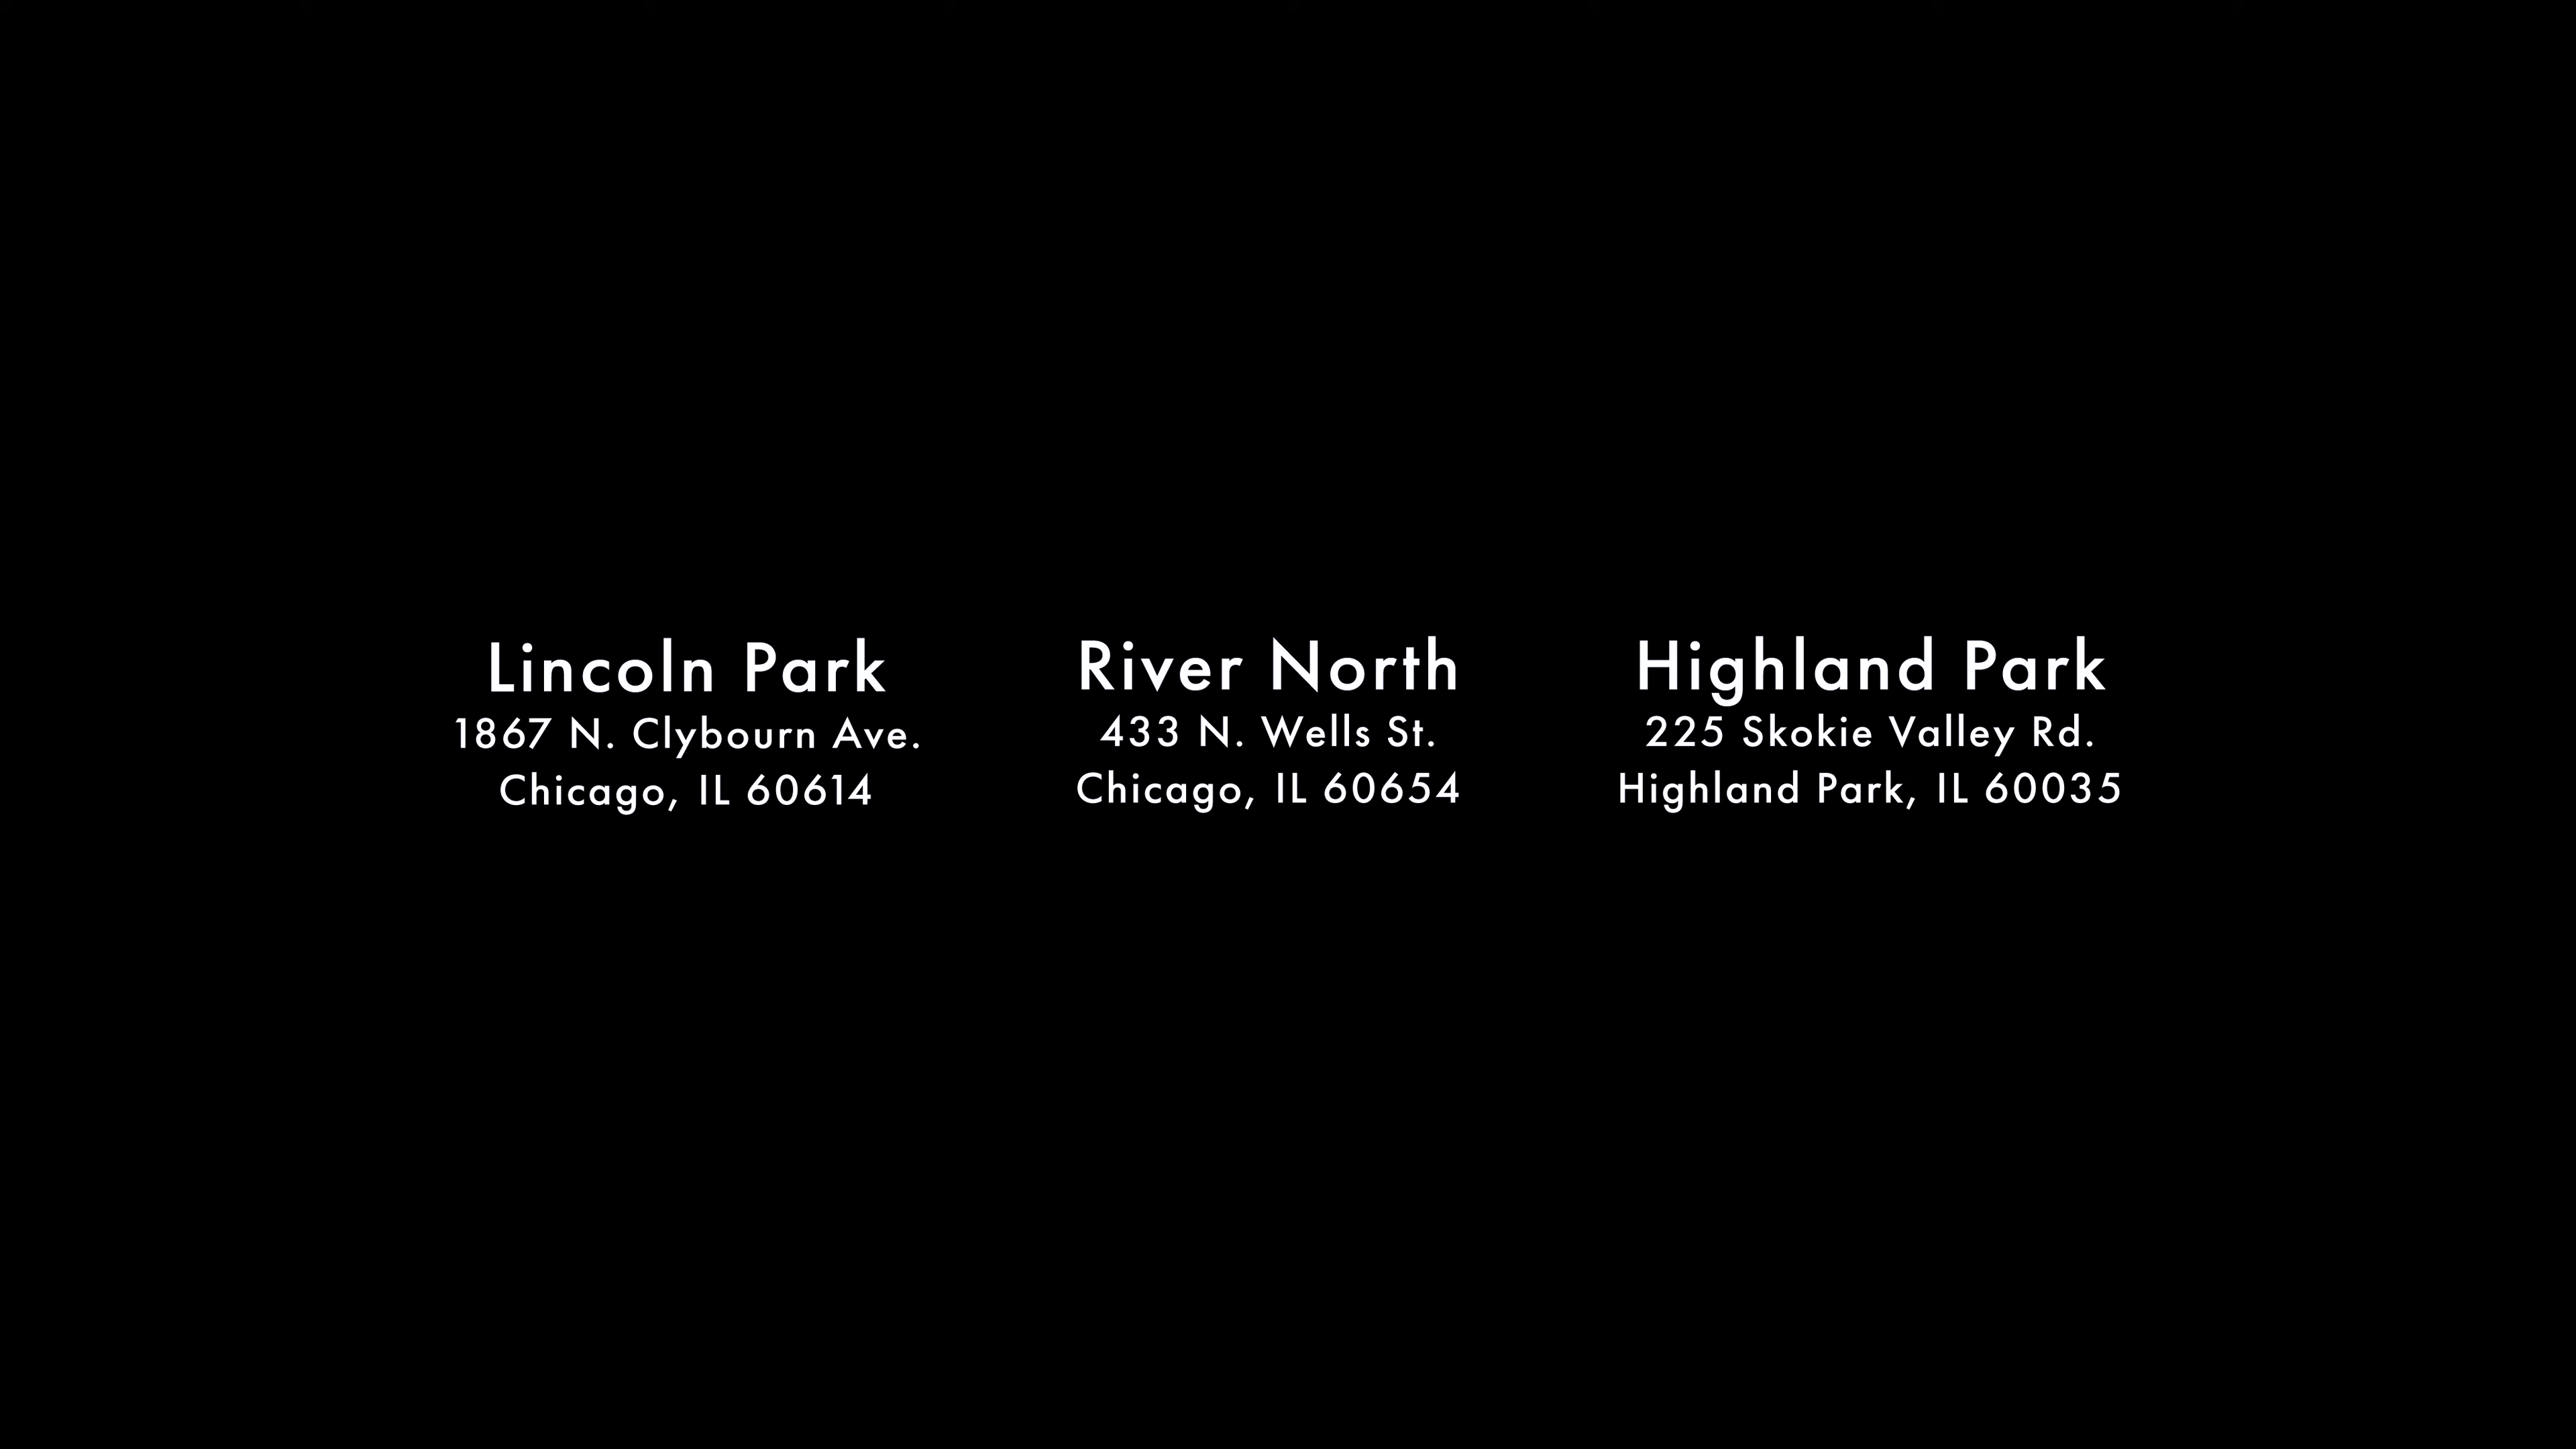 Lincoln Park
1867 N. Clybourn Ave.
Chicago, IL 60614
River North
433 N. Wells St.
Chicago, IL 60654
Highland Park
225 Skokie Valley Rd.
Highland Park, IL 60035